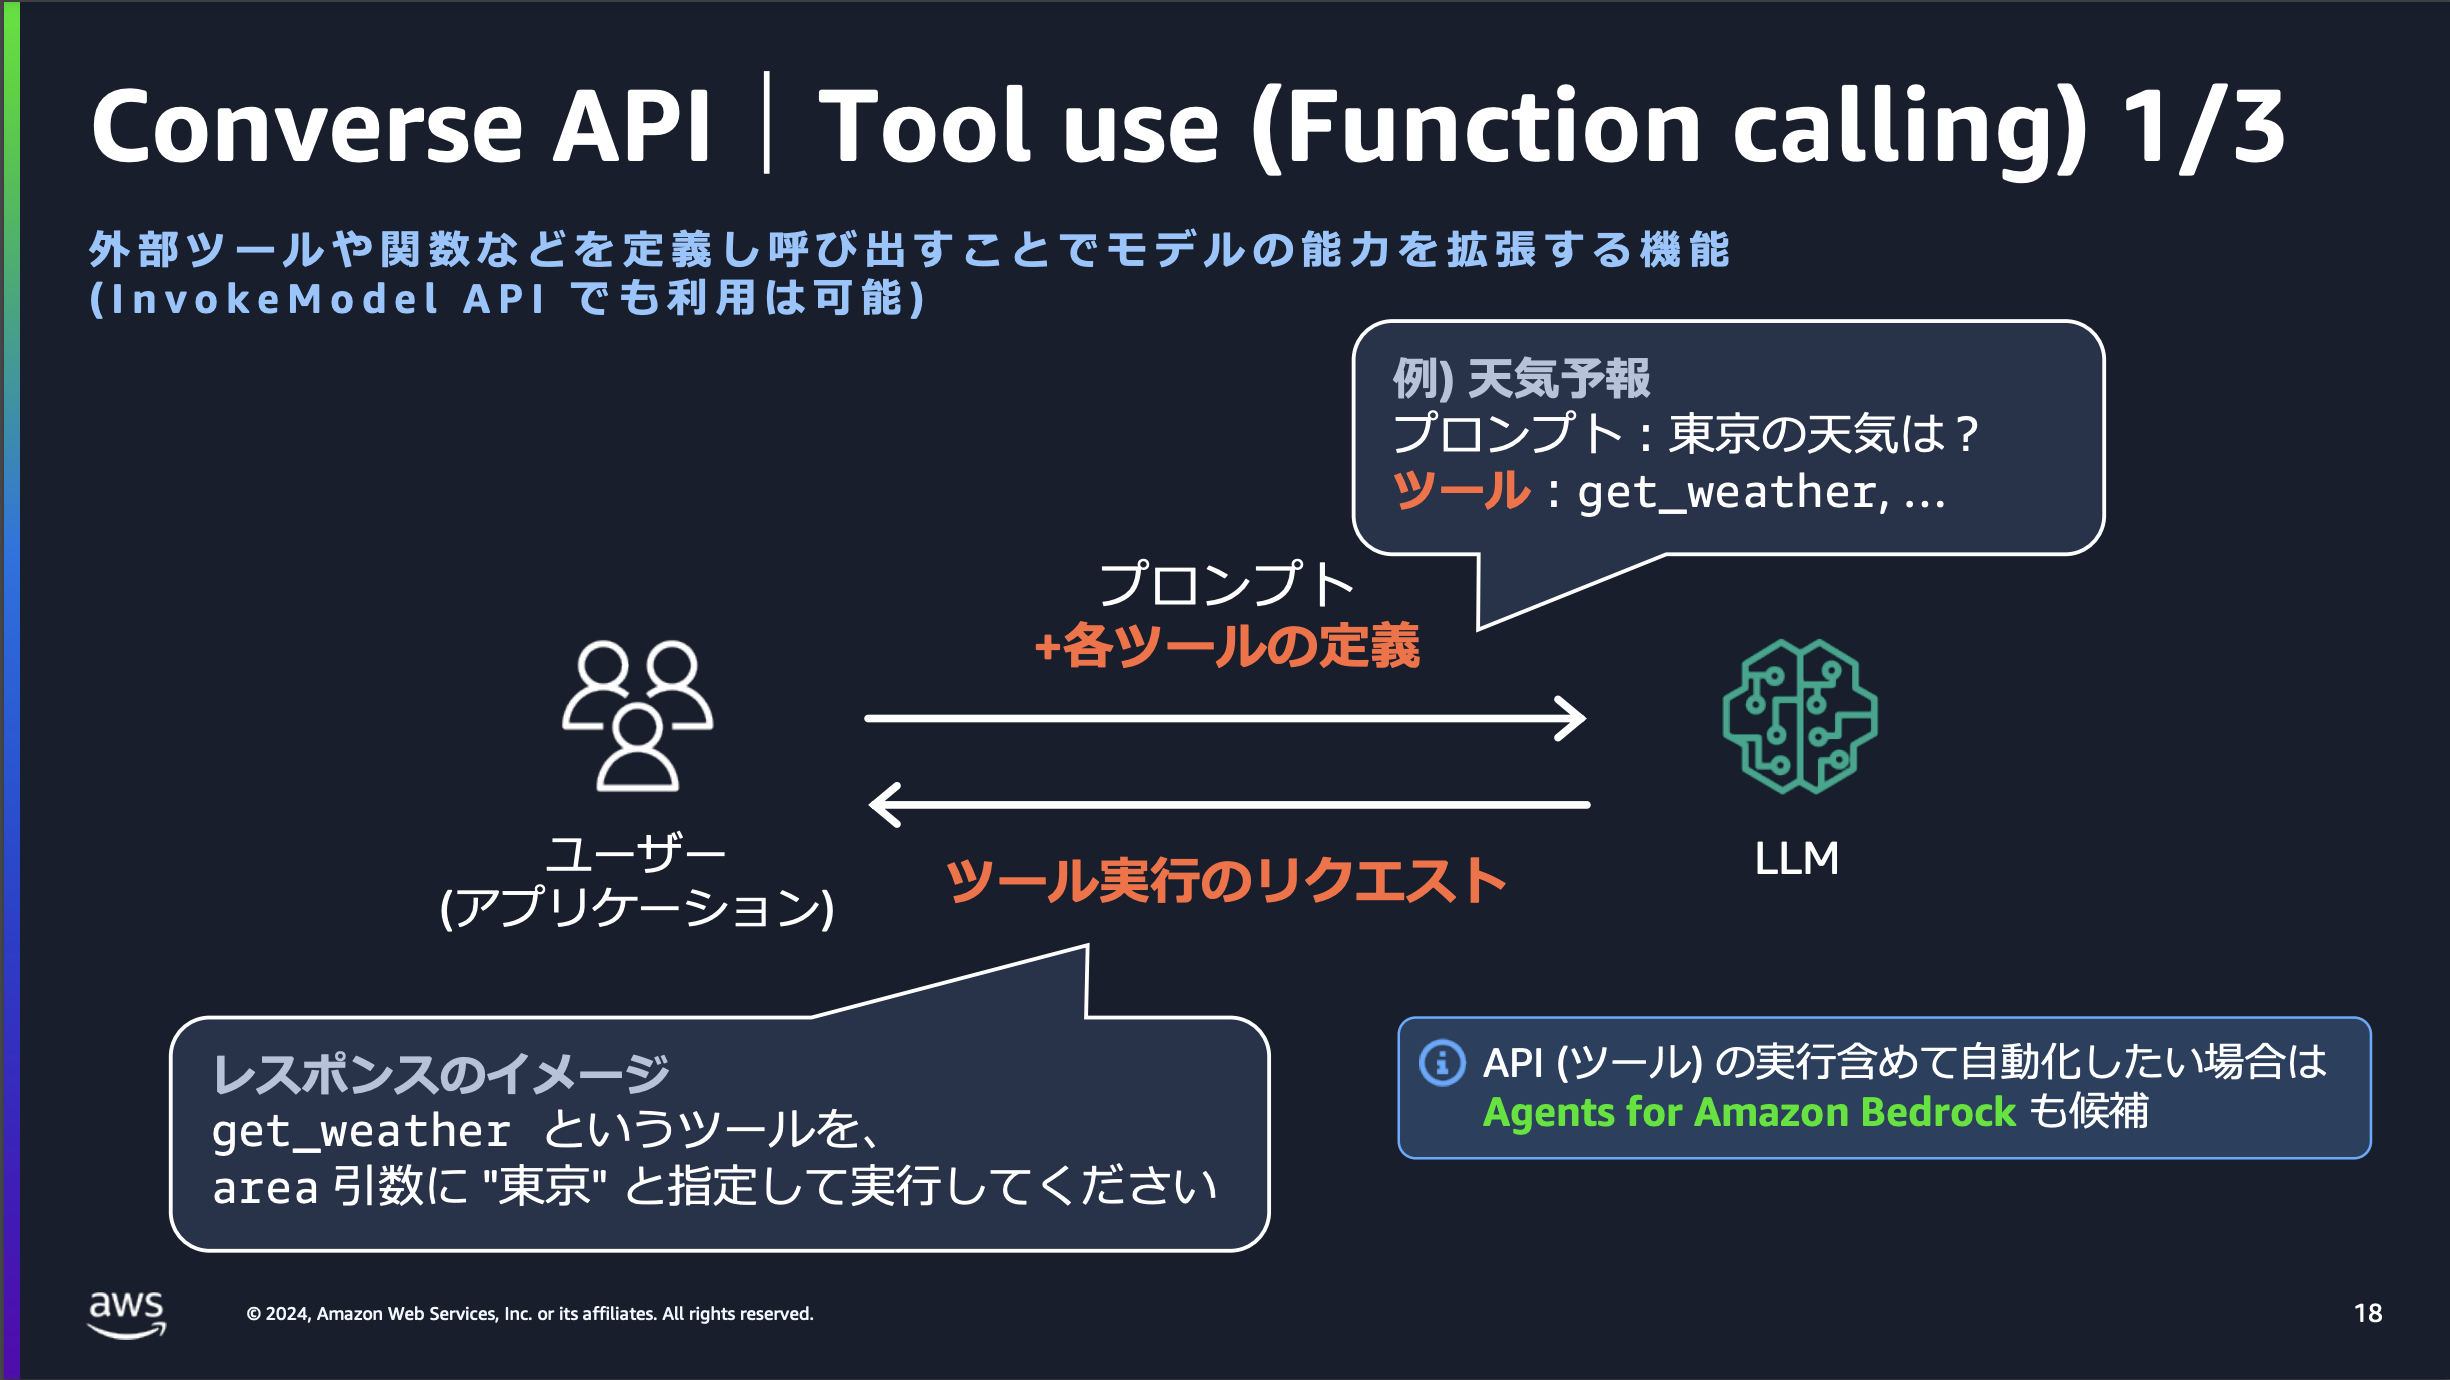 Converse API｜Tool use (Function calling) 1/3
外部ツールや関数などを定義し呼び出すことでモデルの能力を拡張する機能
(InvokeModel API でも利用は可能)
例) 天気予報
プロンプト：東京の天気は？
ツール：get_weather, …
プロンプト
+各ツールの定義
ユーザー
(アプリケーション)
LLM
ツール実行のリクエスト
レスポンスのイメージ
get_weather というツールを、
area 引数に "東京" と指定して実行してください
API (ツール) の実行含めて自動化したい場合は
Agents for Amazon Bedrock も候補
aws
© 2024, Amazon Web Services, Inc. or its affiliates. All rights reserved.
18